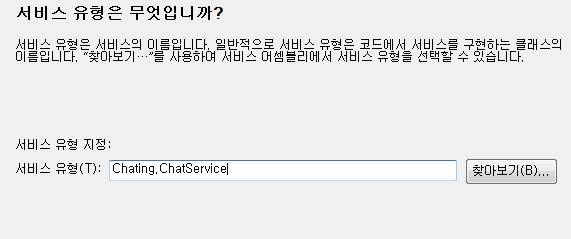 서비스 유형은 무엇입니까?
서비스 유형은 서비스의 이름입니다. 일반적으로 서비스 유형은 코드에서 서비스를 구현하는 클래스의
이름입니다. "찾아보기…"를 사용하여 서비스 어셈블리에서 서비스 유형을 선택할 수 있습니다.
서비스 유형 지정:
서비스 유형(T): Chating.ChatService 찾아보기(B)...